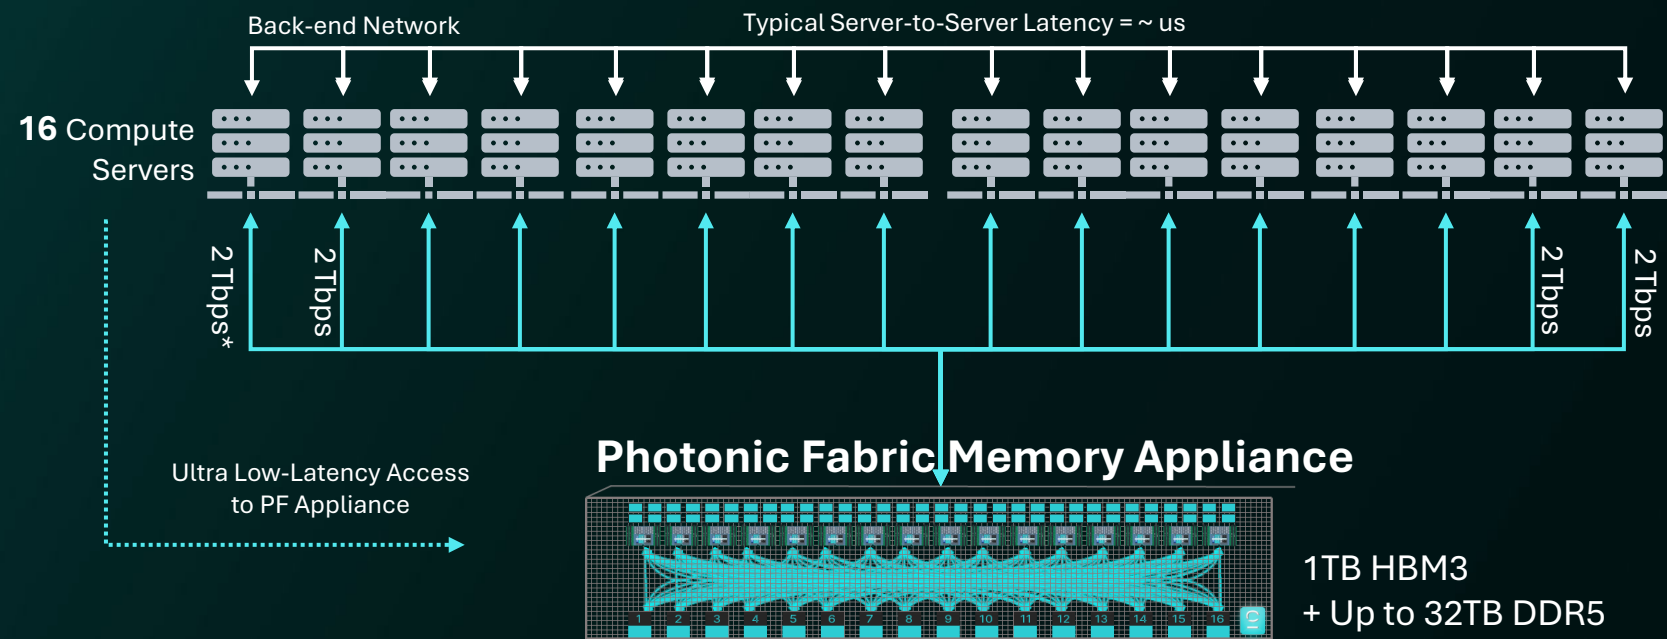 Back-end Network
Typical Server-to-Server Latency = ~ us
16 Compute
Servers
2 Tbps*
2 Tbps
2 Tbps
2 Tbps
Ultra Low-Latency Access
to PF Appliance
Photonic Fabric Memory Appliance
1 2 3 4 5 6 7 8 9 10 11 12 13 14 15 16
1TB HBM3
+ Up to 32TB DDR5